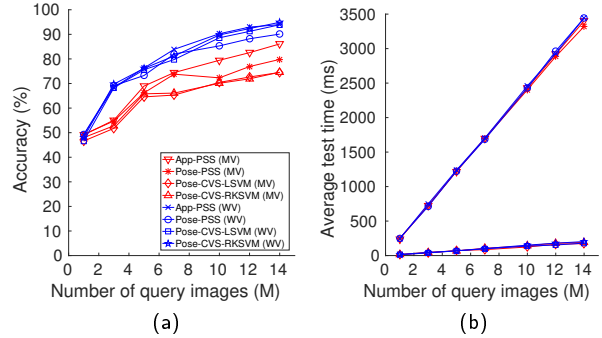 100
90
80
70
60
50
40
30
20
10
0
Accuracy (%)
App-PSS (MV)
Pose-PSS (MV)
Pose-CVS-LSVM (MV)
Pose-CVS-RKSVM (MV)
App-PSS (WV)
Pose-PSS (WV)
Pose-CVS-LSVM (WV)
Pose-CVS-RKSVM (WV)
0 2 4 6 8 10 12 14
Number of query images (M)
(a)
3500
3000
2500
2000
1500
1000
500
0
Average test time (ms)
0 2 4 6 8 10 12 14
Number of query images (M)
(b)